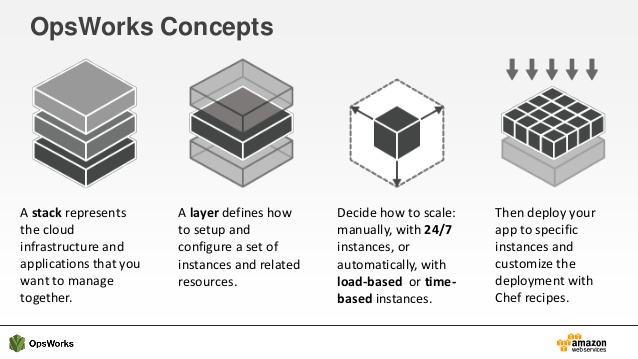 OpsWorks Concepts
A stack represents
the cloud
infrastructure and
applications that you
want to manage
together.
A layer defines how
to setup and
configure a set of
instances and related
resources.
Decide how to scale:
manually, with 24/7
instances, or
automatically, with
load-based or time-
based instances.
Then deploy your
app to specific
instances and
customize the
deployment with
Chef recipes.
OpsWorks
amazon
webservices